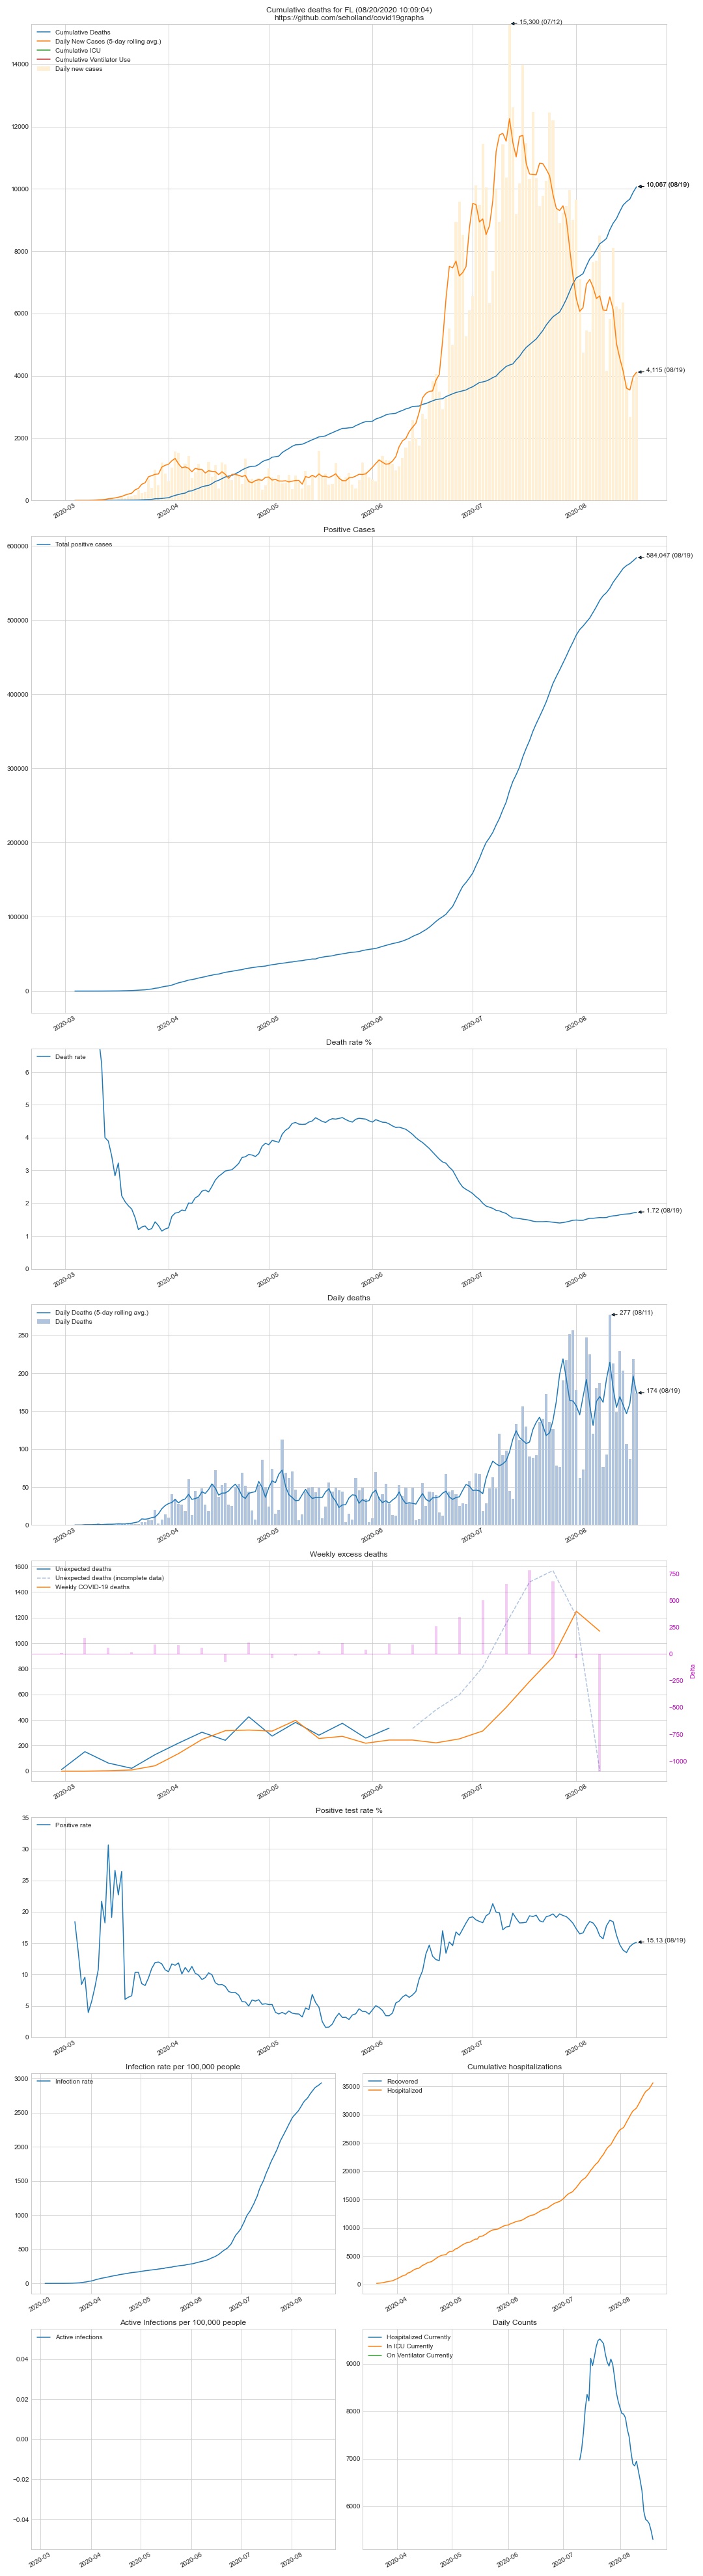 Cumulative deaths for FL (08/20/2020 10:09:04)
https://github.com/seholland/covid19graphs
15,300 (07/12)
Cumulative Deaths
Daily New Cases (5-day rolling avg.)
Cumulative ICU
Cumulative Ventilator Use
Daily new cases
14000
12000
10000
10,067 (08/19)
8000
6000
4000
4,115 (08/19)
2000
0
2020-03 2020-04 2020-05 2020-06 2020-07 2020-08
Positive Cases
Total positive cases
600000
584,047 (08/19)
500000
400000
300000
200000
100000
0
2020-03 2020-04 2020-05 2020-06 2020-07 2020-08
Death rate %
Death rate
6
5
4
3
2
1.72 (08/19)
1
0
2020-03 2020-04 2020-05 2020-06 2020-07 2020-08
Daily deaths
Daily Deaths (5-day rolling avg.)
Daily Deaths
277 (08/11)
250
200
174 (08/19)
150
100
50
0
2020-03 2020-04 2020-05 2020-06 2020-07 2020-08
Weekly excess deaths
Unexpected deaths
Unexpected deaths (incomplete data)
Weekly COVID-19 deaths
1600
1400
1200
1000
800
600
400
200
0
750
500
250
0
−250
−500
−750
−1000
Delta
2020-03 2020-04 2020-05 2020-06 2020-07 2020-08
Positive test rate %
Positive rate
35
30
25
20
15
15.13 (08/19)
10
5
0
2020-03 2020-04 2020-05 2020-06 2020-07 2020-08
Infection rate per 100,000 people
Infection rate
3000
2500
2000
1500
1000
500
0
2020-03 2020-04 2020-05 2020-06 2020-07 2020-08
Cumulative hospitalizations
Recovered
Hospitalized
35000
30000
25000
20000
15000
10000
5000
0
2020-04 2020-05 2020-06 2020-07 2020-08
Active Infections per 100,000 people
Active infections
0.04
0.02
0.00
−0.02
−0.04
2020-03 2020-04 2020-05 2020-06 2020-07 2020-08
Daily Counts
Hospitalized Currently
In ICU Currently
On Ventilator Currently
9000
8000
7000
6000
2020-04 2020-05 2020-06 2020-07 2020-08